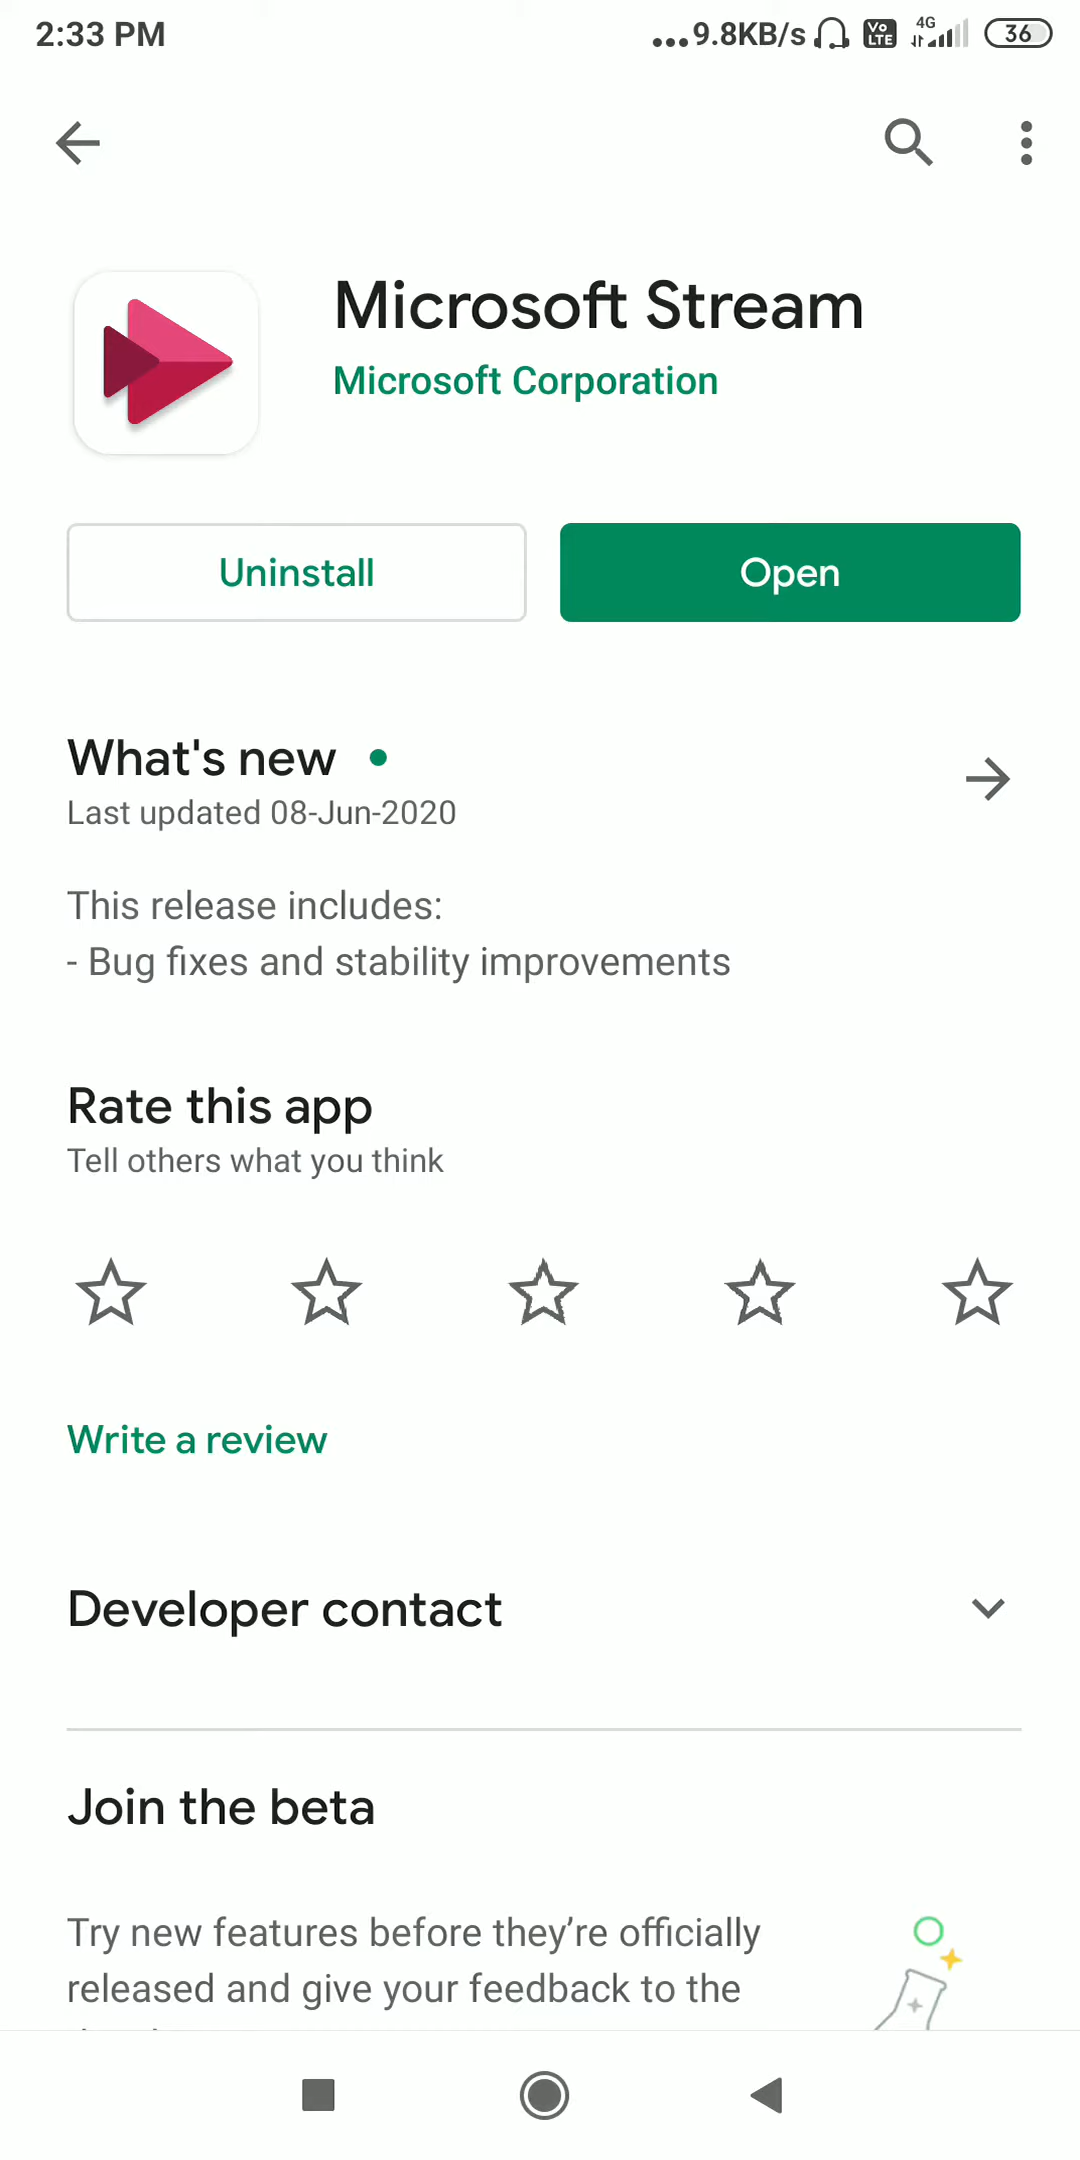 2:33 PM
...9.8KB/s
Vo
LTE
4G
36
Microsoft Stream
Microsoft Corporation
Uninstall
Open
What's new
Last updated 08-Jun-2020
This release includes:
- Bug fixes and stability improvements
Rate this app
Tell others what you think
Write a review
Developer contact
Join the beta
Try new features before they’re officially
released and give your feedback to the